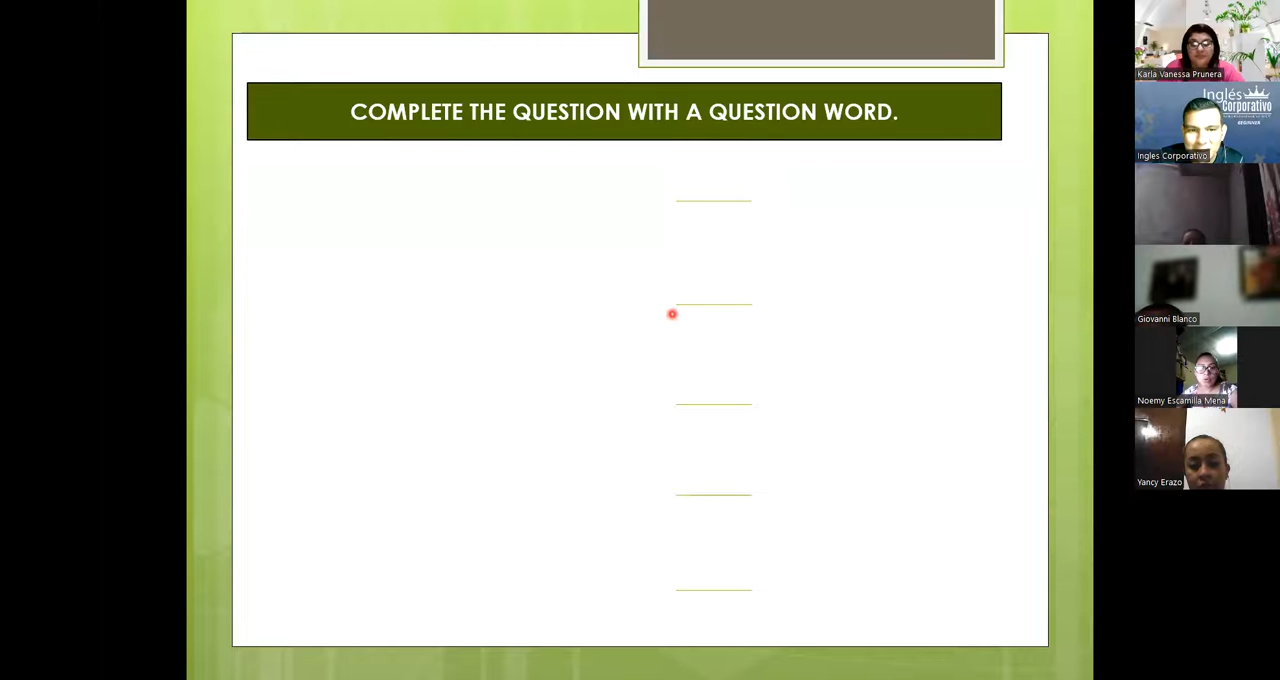 COMPLETE THE QUESTION WITH A QUESTION WORD.
Karla Vanessa Prunera
Inglés
Corporativo
BEGINNER
Ingles Corporativo
Giovanni Blanco
Noemy Escamilla Mena
Yancy Erazo